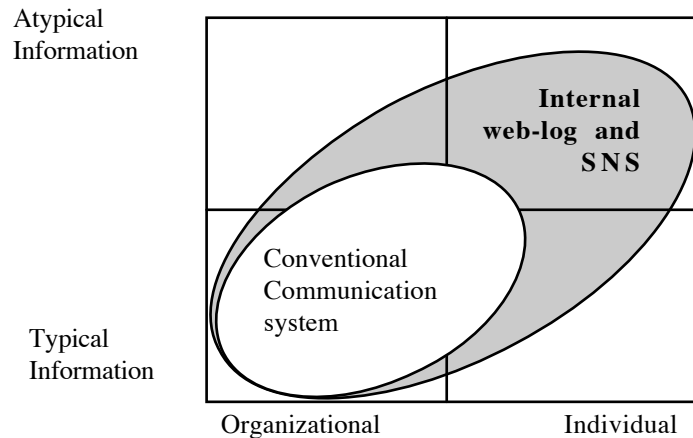 Atypical
Information
Internal
web-log and
SNS
Conventional
Communication
system
Typical
Information
Organizational
Individual